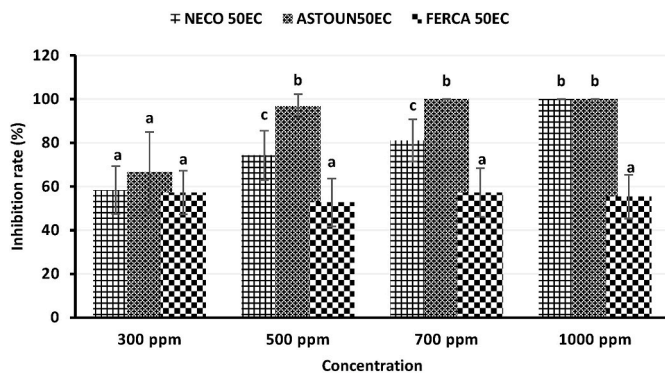 NECO 50EC ASTOUN50EC FERCA 50EC
120
100
80
60
40
20
0
Inhibition rate (%)
a a a
c b a
c b a
b b a
300 ppm 500 ppm 700 ppm 1000 ppm
Concentration